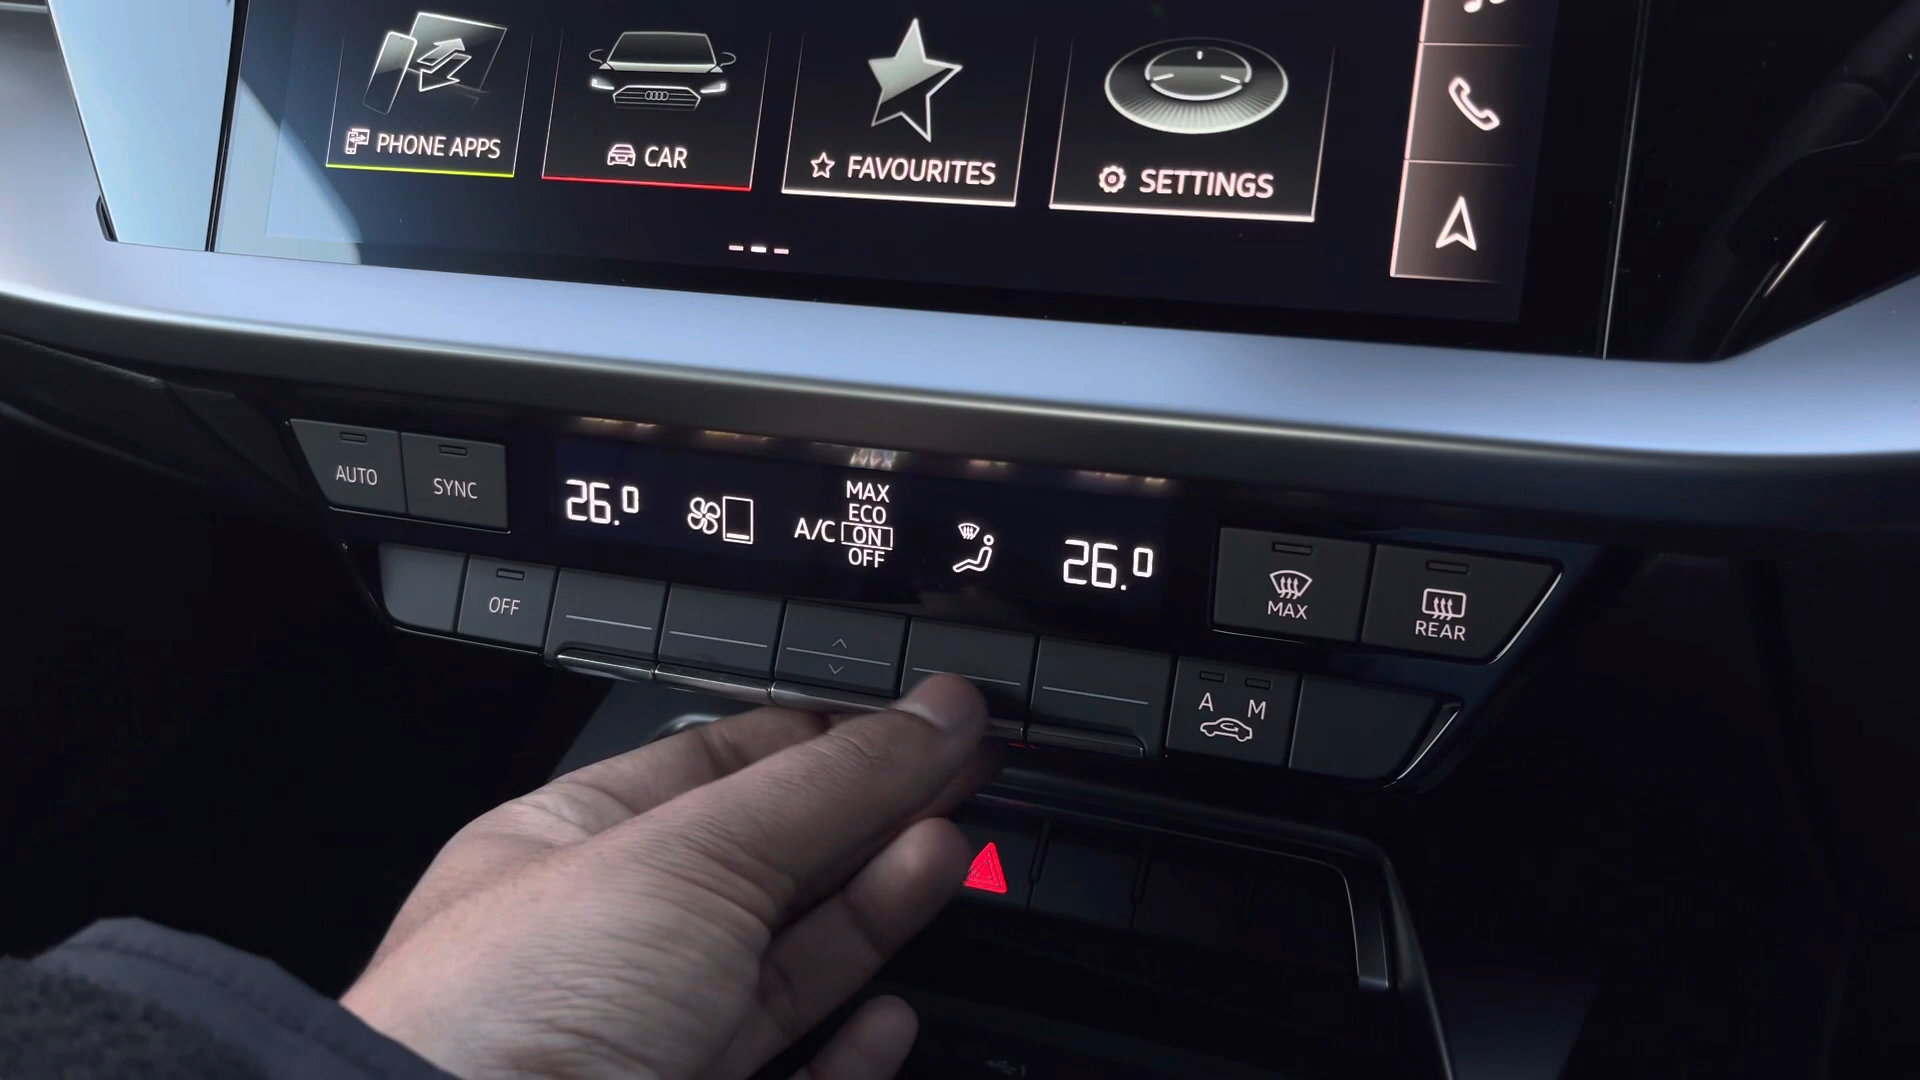 PHONE APPS
CAR
FAVOURITES
SETTINGS
AUTO
SYNC
26.0
MAX
ECO
A/C ON
OFF
26.0
MAX
REAR
OFF
A M